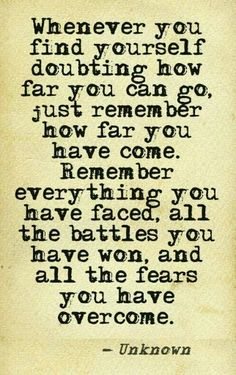 Whenever you
find yourself
doubting how
far you can go,
just remember
how far you
have come.
Remember
everything you
have faced, all
the battles you
have won, and
all the fears
you have
overcome.
– Unknown